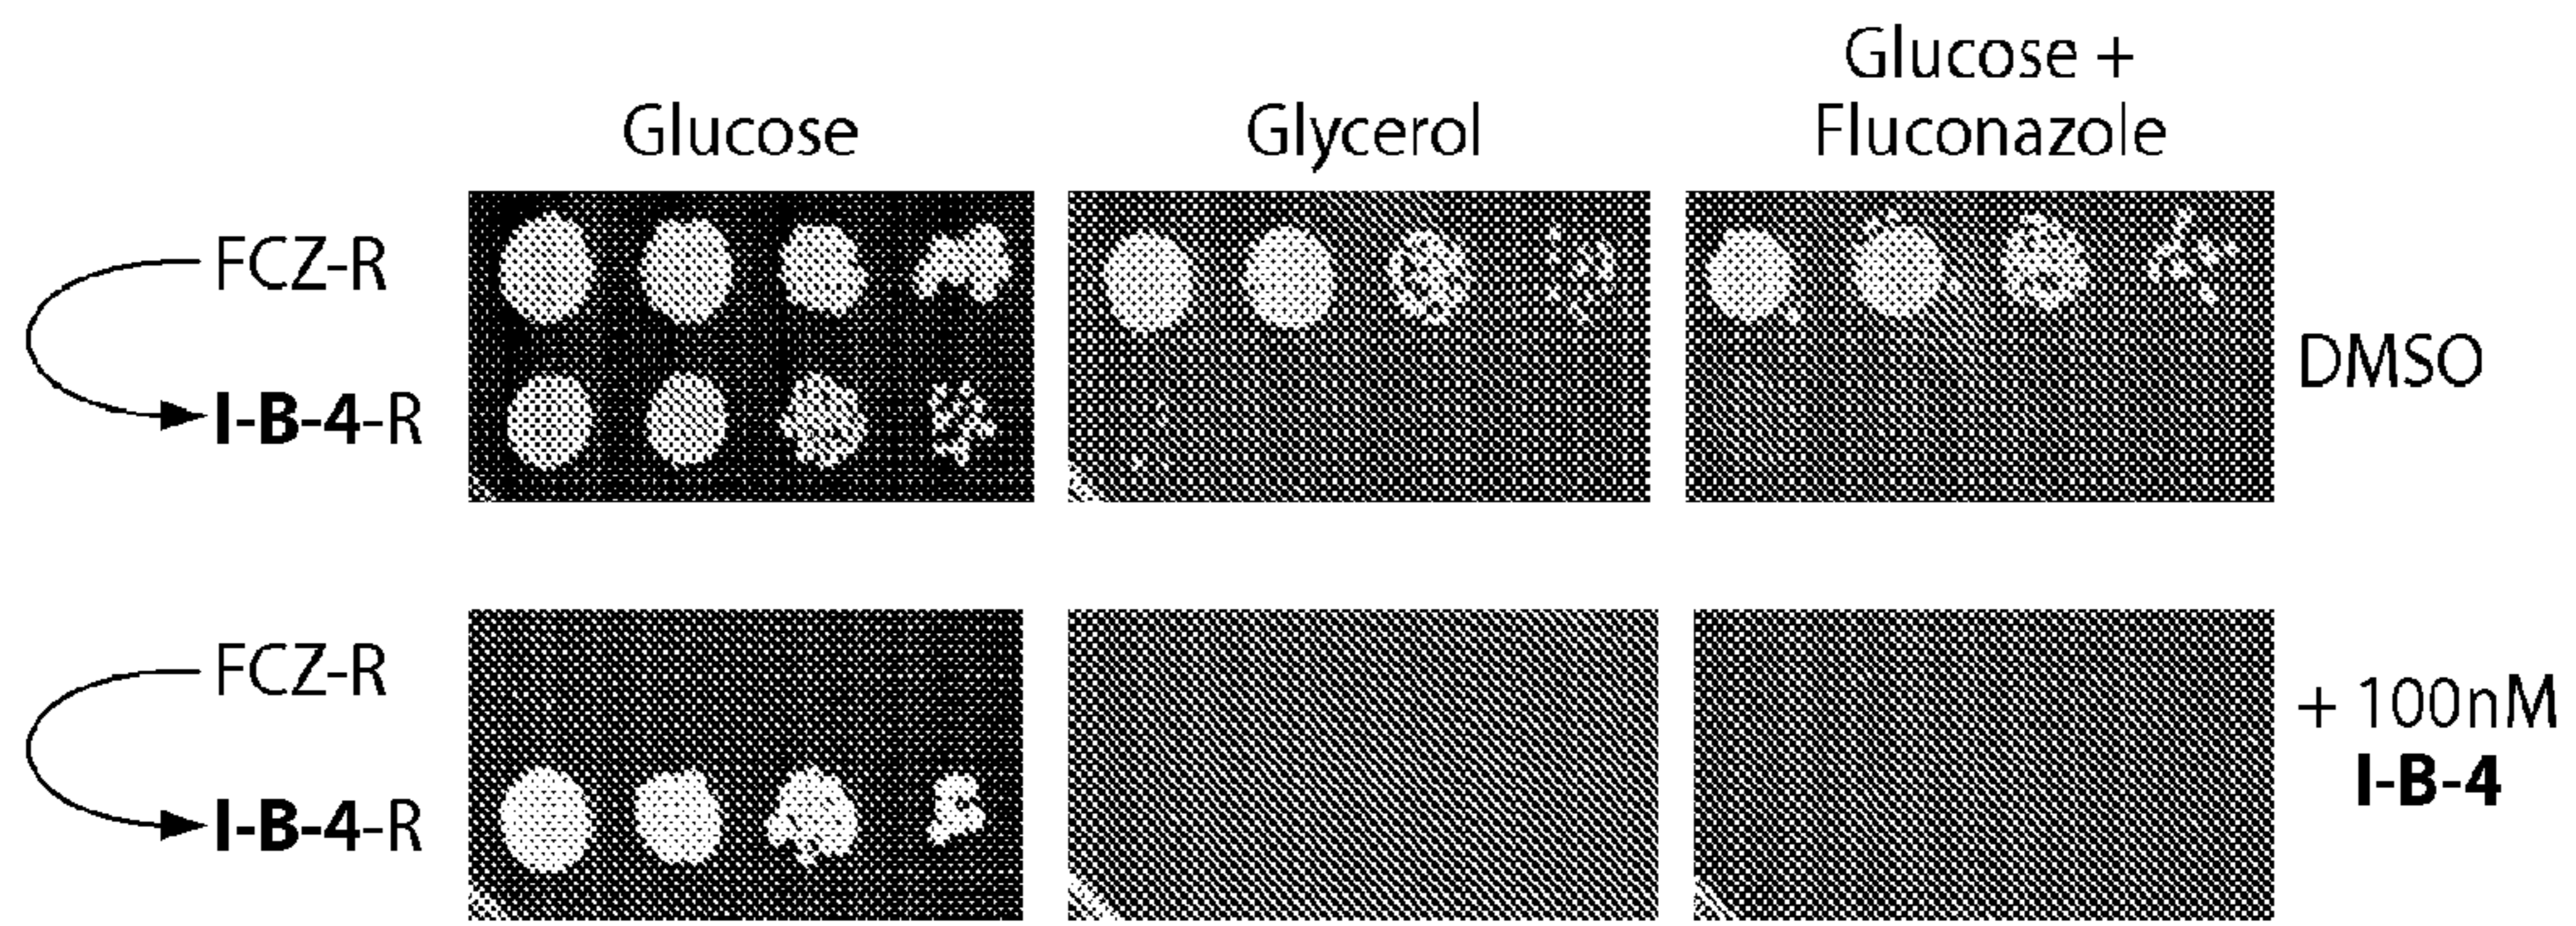 Glucose
Glycerol
Glucose +
Fluconazole
FCZ-R
I-B-4-R
DMSO
FCZ-R
I-B-4-R
+ 100nM
I-B-4